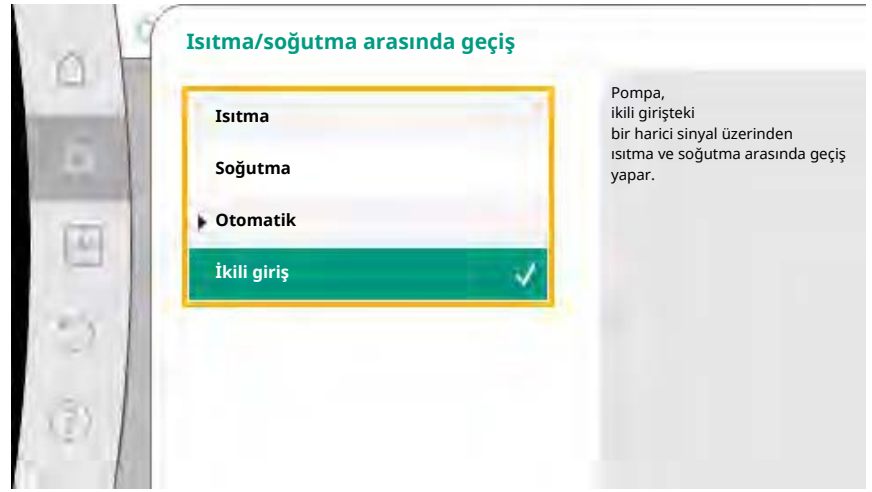 Isıtma/soğutma arasında geçiş
Isıtma
Soğutma
Otomatik
İkili giriş
Pompa,
ikili girişteki
bir harici sinyal üzerinden
ısıtma ve soğutma arasında geçiş
yapar.